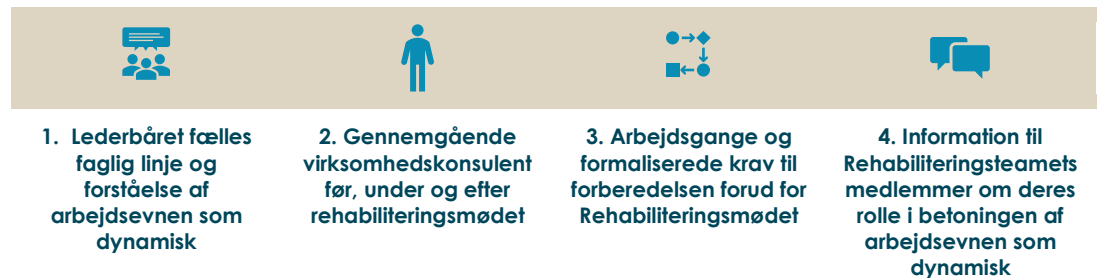 1. Lederbåret fælles
faglig linje og
forståelse af
arbejdsevnen som
dynamisk
2. Gennemgående
virksomhedskonsulent
før, under og efter
rehabiliteringsmødet
3. Arbejdsgange og
formaliserede krav til
forberedelsen forud for
Rehabiliteringsmødet
4. Information til
Rehabiliteringsteamets
medlemmer om deres
rolle i betoningen af
arbejdsevnen som
dynamisk